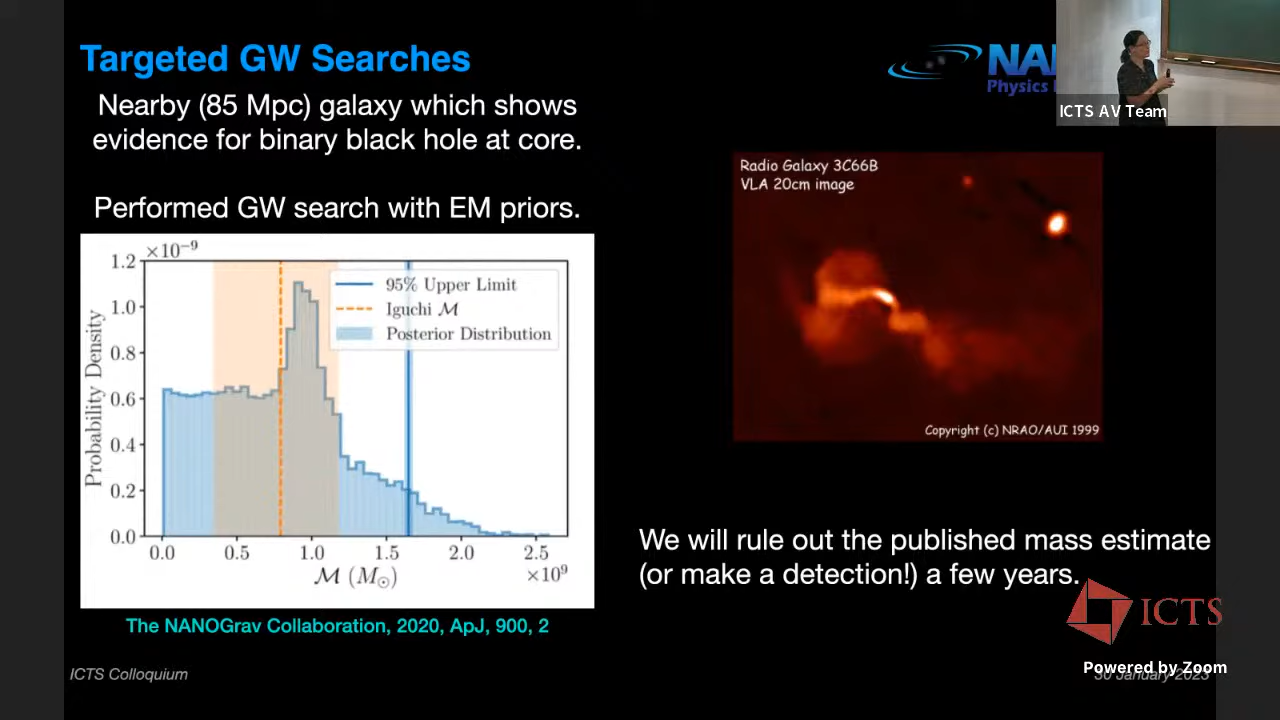 Targeted GW Searches
Nearby (85 Mpc) galaxy which shows
evidence for binary black hole at core.
Performed GW search with EM priors.
×10⁻⁹
1.2
1.0
0.8
0.6
0.4
0.2
0.0
Probability Density
95% Upper Limit
Iguchi ℳ
Posterior Distribution
0.0 0.5 1.0 1.5 2.0 2.5
×10⁹
ℳ (M⊙)
The NANOGrav Collaboration, 2020, ApJ, 900, 2
ICTS Colloquium
Physics
ICTS AV Team
Radio Galaxy 3C66B
VLA 20cm image
Copyright (c) NRAO/AUI 1999
We will rule out the published mass estimate
(or make a detection!) a few years.
ICTS
Powered by Zoom
30 January 2023